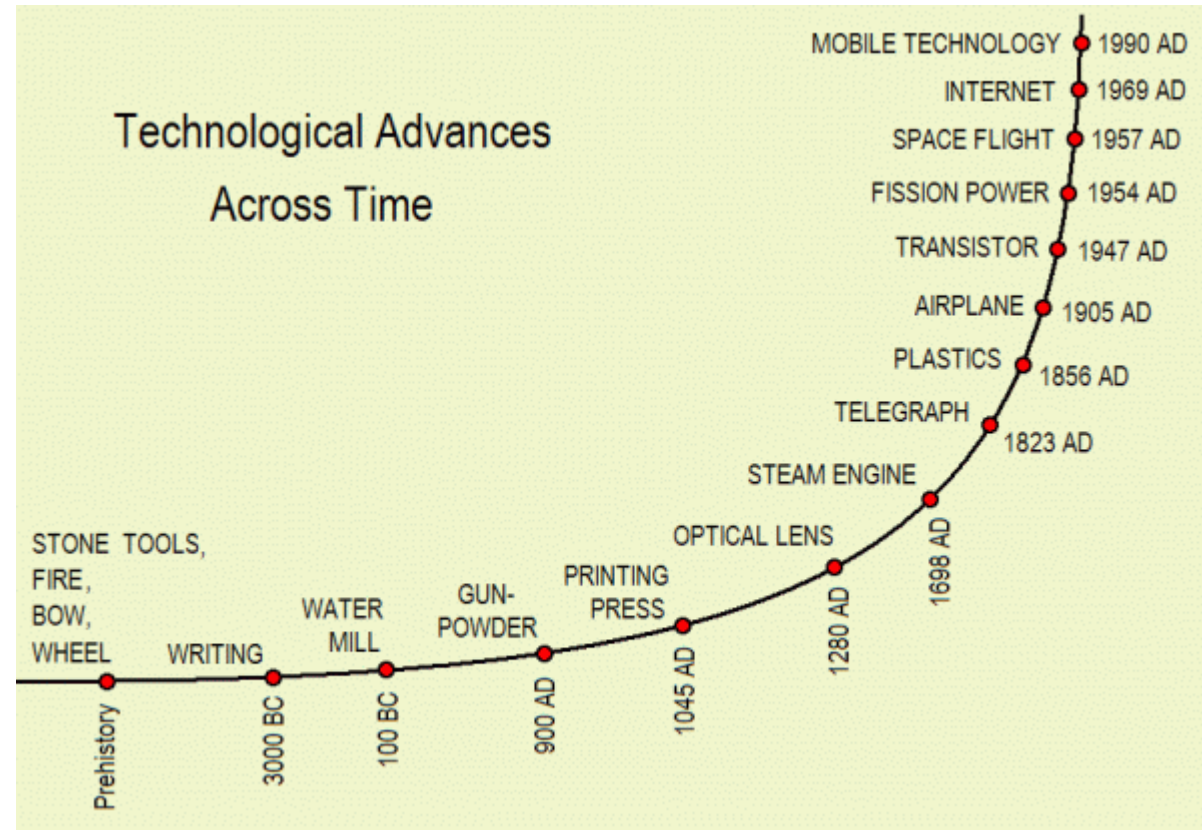 Technological Advances
Across Time
MOBILE TECHNOLOGY 1990 AD
INTERNET 1969 AD
SPACE FLIGHT 1957 AD
FISSION POWER 1954 AD
TRANSISTOR 1947 AD
AIRPLANE 1905 AD
PLASTICS 1856 AD
TELEGRAPH 1823 AD
STEAM ENGINE
1698 AD
OPTICAL LENS
1280 AD
PRINTING
PRESS
1045 AD
GUN-
POWDER
900 AD
WATER
MILL
100 BC
WRITING
3000 BC
STONE TOOLS,
FIRE,
BOW,
WHEEL
Prehistory